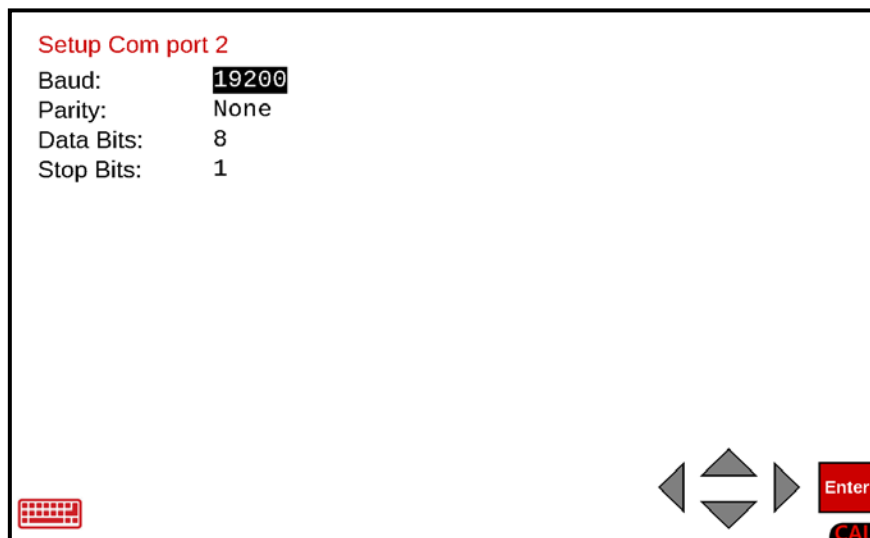 Setup Com port 2
Baud: 19200
Parity: None
Data Bits: 8
Stop Bits: 1
Enter